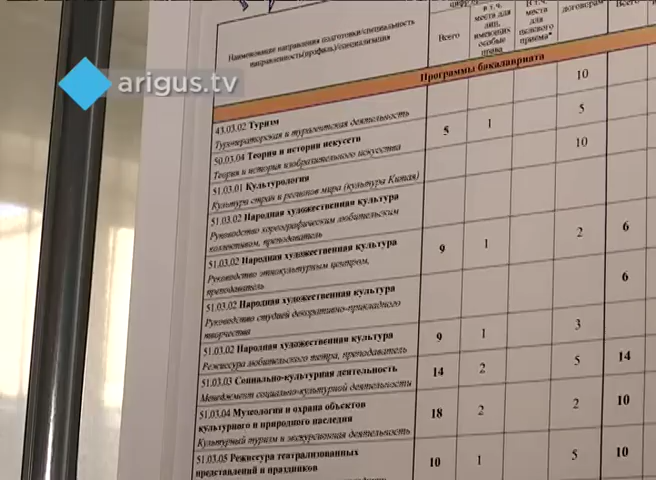 arigus.tv
Наименование направления подготовки/специальность
направленность(профиль)/специализация
Всего
в т.ч.
места для
лиц,
имеющих
особые
права
В т.ч.
места
для
целевого
приема*
договорам
Всего
Программы бакалавриата
43.03.02 Туризм
Туроператорская и турагентская деятельность
10
50.03.04 Теория и история искусств
Теория и история изобразительного искусства
5 1 5
51.03.01 Культурология
Культура стран и регионов мира (культура Китая)
10
51.03.02 Народная художественная культура
Руководство хореографическим любительским
коллективом, преподаватель
9 1 2 6
51.03.02 Народная художественная культура
Руководство этнокультурным центром,
преподаватель
6
51.03.02 Народная художественная культура
Руководство студией декоративно-прикладного
творчества
51.03.02 Народная художественная культура
Режиссура любительского театра, преподаватель
9 1 3
51.03.03 Социально-культурная деятельность
Менеджмент социально-культурной деятельности
14 2 5 14
51.03.04 Музеология и охрана объектов
культурного и природного наследия
Культурный туризм и экскурсионная деятельность
18 2 2 10
51.03.05 Режиссура театрализованных
представлений и праздников
10 1 5 10